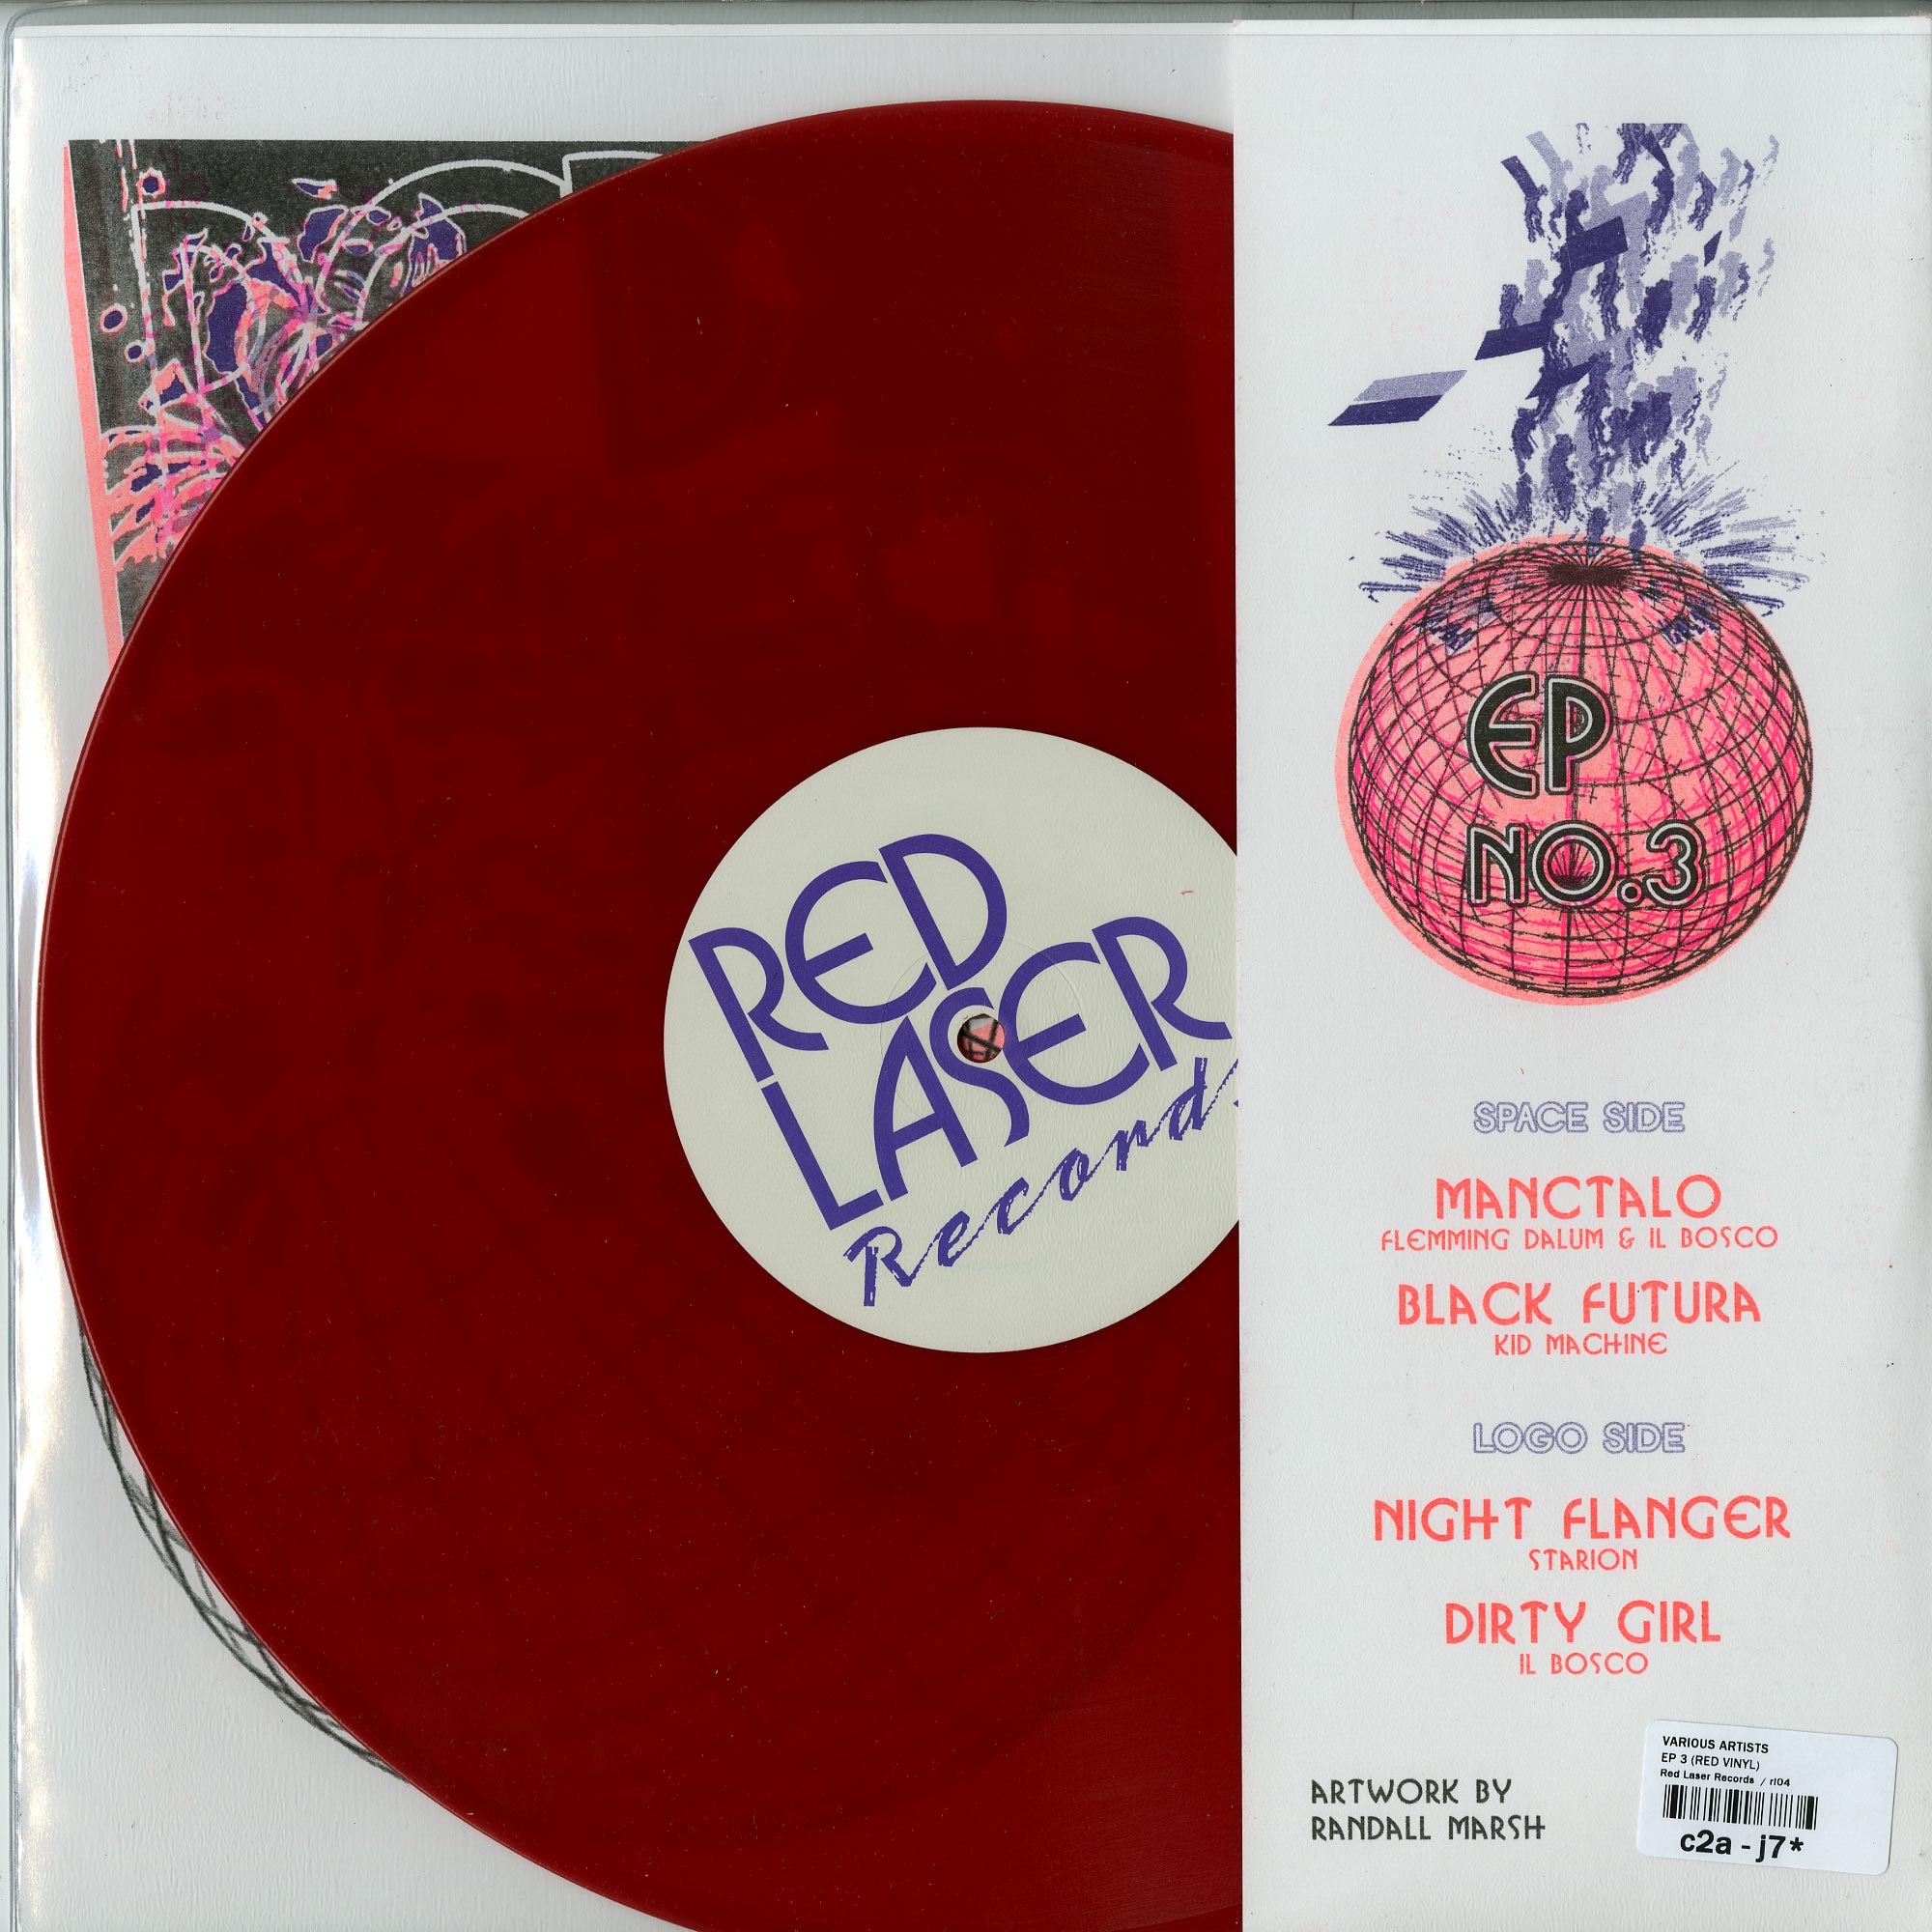 RED
LASER
Records
EP
NO.3
SPACE SIDE
MANCTALO
FLEMMING DALUM & IL BOSCO
BLACK FUTURA
KID MACHINE
LOGO SIDE
NIGHT FLANGER
STARION
DIRTY GIRL
IL BOSCO
ARTWORK BY
RANDALL MARSH
VARIOUS ARTISTS
EP 3 (RED VINYL)
Red Laser Records / rl04
c2a - j7*